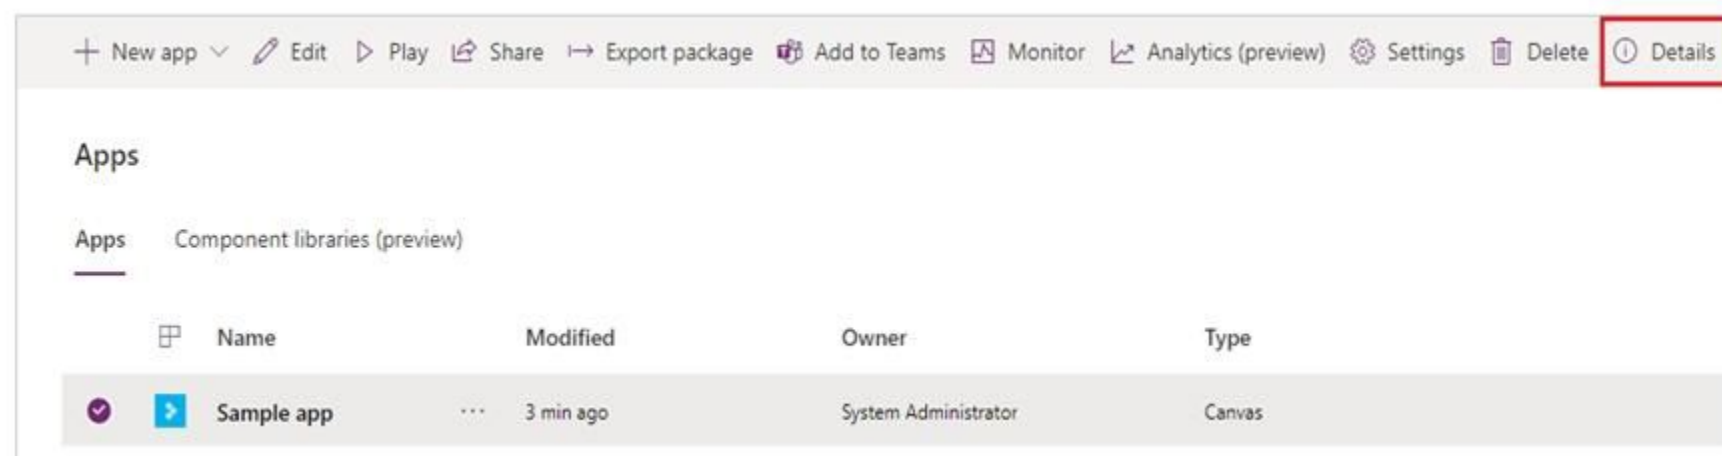 New app Edit Play Share Export package Add to Teams Monitor Analytics (preview) Settings Delete Details
Apps
Apps Component libraries (preview)
Name Modified Owner Type
Sample app ... 3 min ago System Administrator Canvas